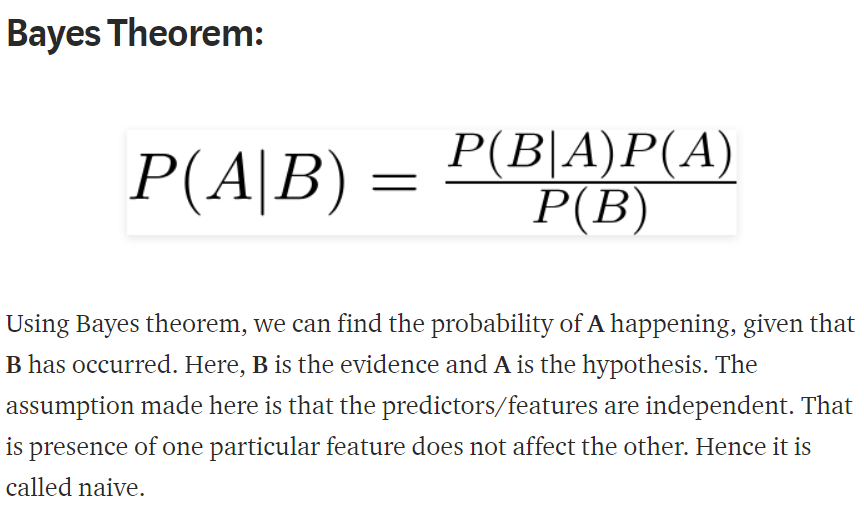 Bayes Theorem:
P(A|B) = P(B|A)P(A)
P(B)
Using Bayes theorem, we can find the probability of A happening, given that
B has occurred. Here, B is the evidence and A is the hypothesis. The
assumption made here is that the predictors/features are independent. That
is presence of one particular feature does not affect the other. Hence it is
called naive.